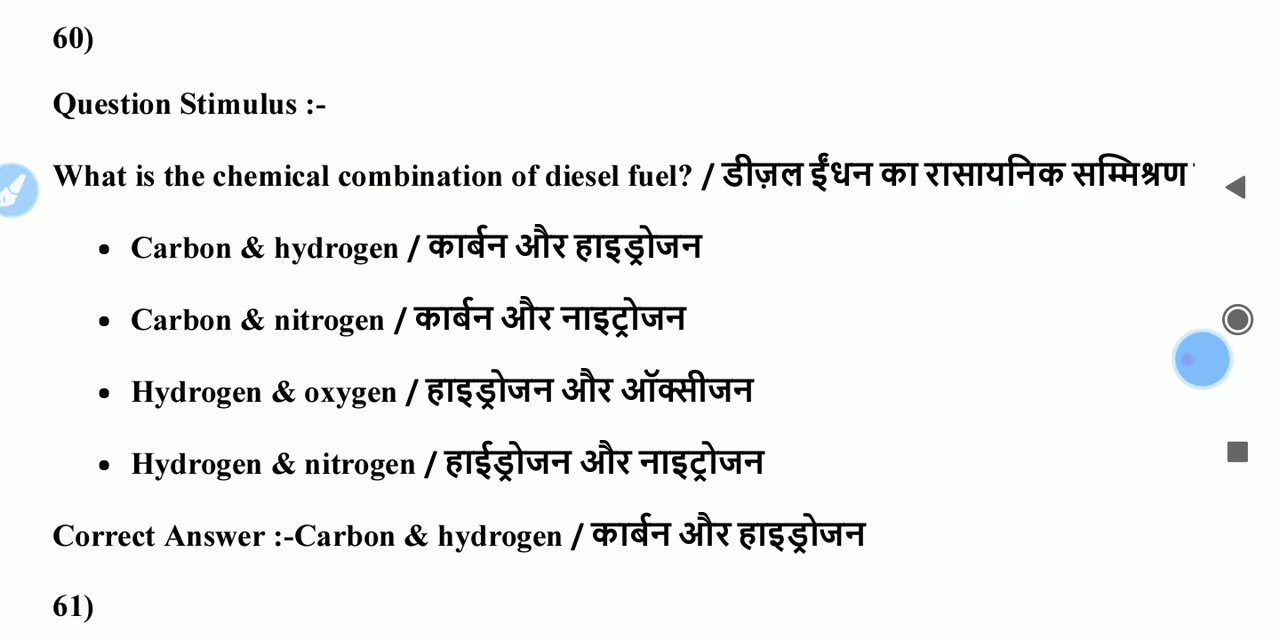 60)
Question Stimulus :-
What is the chemical combination of diesel fuel? / डीज़ल ईंधन का रासायनिक सम्मिश्रण
Carbon & hydrogen / कार्बन और हाइड्रोजन
Carbon & nitrogen / कार्बन और नाइट्रोजन
Hydrogen & oxygen / हाइड्रोजन और ऑक्सीजन
Hydrogen & nitrogen / हाईड्रोजन और नाइट्रोजन
Correct Answer :-Carbon & hydrogen / कार्बन और हाइड्रोजन
61)